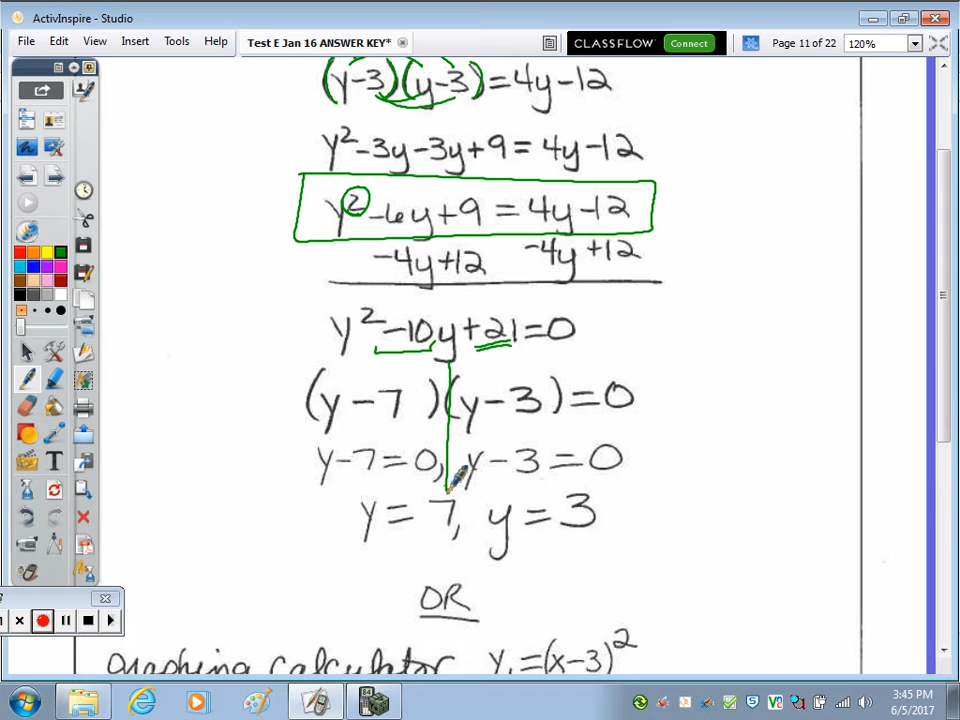 ActivInspire - Studio
File Edit View Insert Tools Help
Test E Jan 16 ANSWER KEY*
CLASSFLOW Connect
Page 11 of 22
120%
(y-3)(y-3)=4y-12
y²-3y-3y+9=4y-12
y²-6y+9=4y-12
-4y+12 -4y+12
y²-10y+21=0
(y-7)(y-3)=0
y-7=0, y-3=0
y=7, y=3
OR
graphing calculator y₁=(x-3)²
3:45 PM
6/5/2017